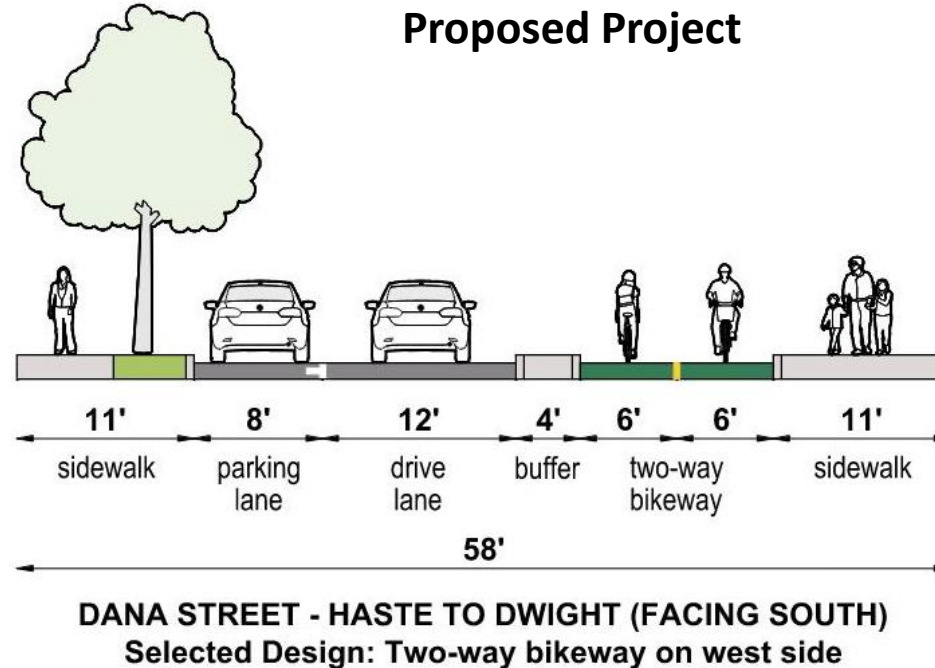 Proposed Project
11' 8' 12' 4' 6' 6' 11'
sidewalk parking lane drive lane buffer two-way bikeway sidewalk
58'
DANA STREET - HASTE TO DWIGHT (FACING SOUTH)
Selected Design: Two-way bikeway on west side